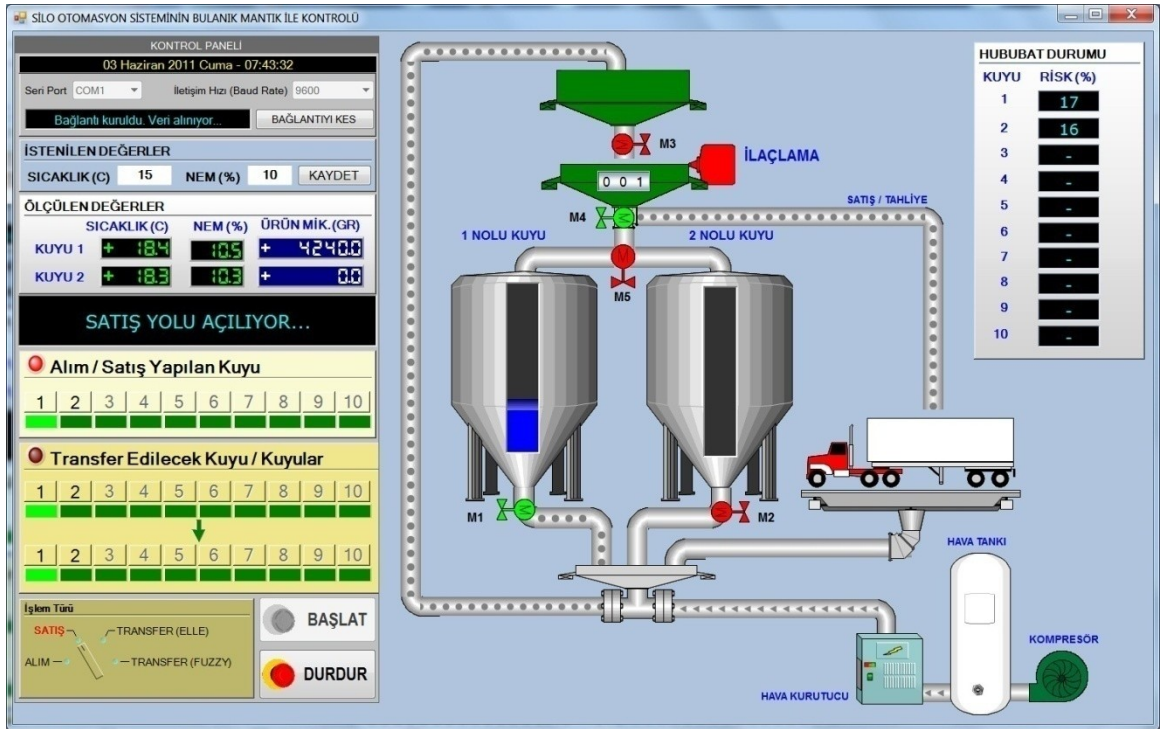 SİLO OTOMASYON SİSTEMİNİN BULANIK MANTIK İLE KONTROLÜ
KONTROL PANELİ
03 Haziran 2011 Cuma - 07:43:32
Seri Port COM1 İletişim Hızı (Baud Rate) 9600
Bağlantı kuruldu. Veri alınıyor... BAĞLANTIYI KES
İSTENİLEN DEĞERLER
SICAKLIK (C) 15 NEM (%) 10 KAYDET
ÖLÇÜLEN DEĞERLER
SICAKLIK (C) NEM (%) ÜRÜN MİK.(GR)
KUYU 1 + 18.4 10.5 + 4240.0
KUYU 2 + 18.3 10.3 + 0.0
SATIŞ YOLU AÇILIYOR...
Alım / Satış Yapılan Kuyu
1 2 3 4 5 6 7 8 9 10
Transfer Edilecek Kuyu / Kuyular
1 2 3 4 5 6 7 8 9 10
1 2 3 4 5 6 7 8 9 10
İşlem Türü
SATIŞ TRANSFER (ELLE)
ALIM TRANSFER (FUZZY)
BAŞLAT
DURDUR
M3
İLAÇLAMA
0 0 1
M4
SATIŞ / TAHLİYE
1 NOLU KUYU 2 NOLU KUYU
M
M5
M1
M2
HAVA TANKI
KOMPRESÖR
HAVA KURUTUCU
HUBUBAT DURUMU
KUYU RİSK (%)
1 17
2 16
3 -
4 -
5 -
6 -
7 -
8 -
9 -
10 -